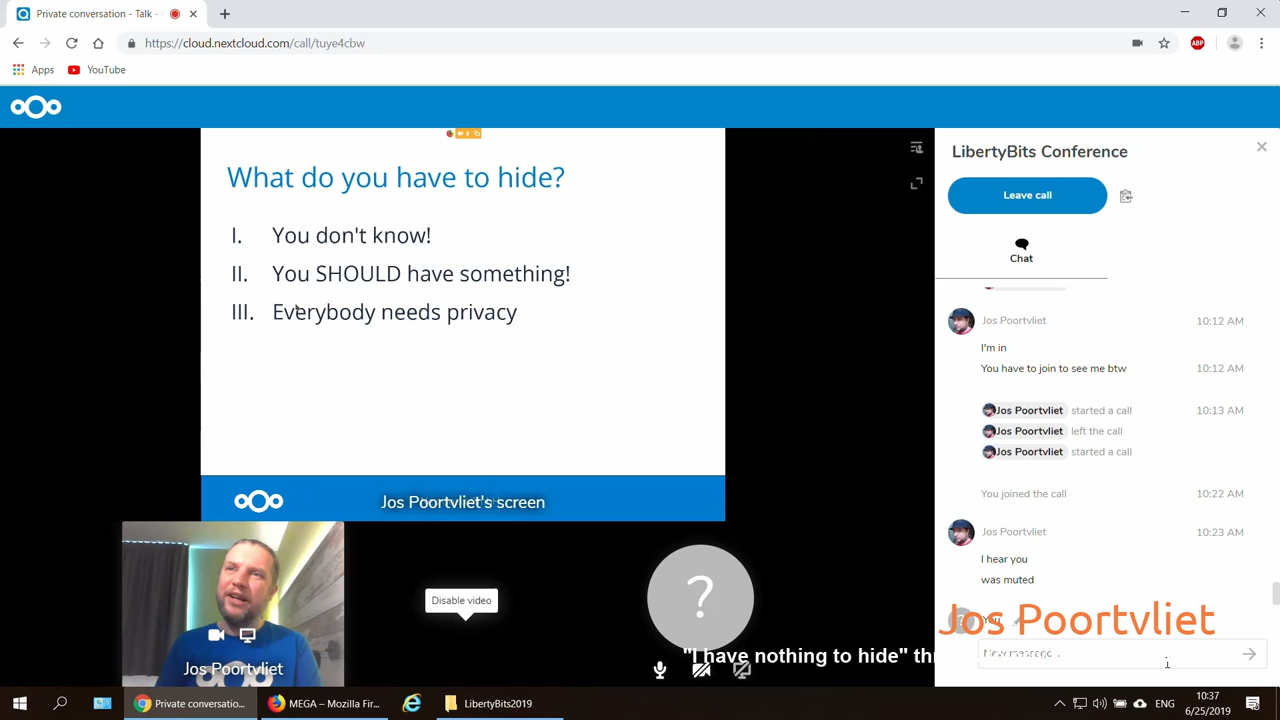 Private conversation - Talk -
https://cloud.nextcloud.com/call/tuye4cbw
ABP
Apps
YouTube
What do you have to hide?
I. You don't know!
II. You SHOULD have something!
III. Everybody needs privacy
Jos Poortvliet's screen
Disable video
?
Jos Poortvliet
"I have nothing to hide" thr
LibertyBits Conference
Leave call
Chat
Jos Poortvliet 10:12 AM
I'm in
You have to join to see me btw 10:12 AM
Jos Poortvliet started a call 10:13 AM
Jos Poortvliet left the call
Jos Poortvliet started a call
You joined the call 10:22 AM
Jos Poortvliet 10:23 AM
I hear you
was muted
You
Jos Poortvliet
New message
Private conversatio...
MEGA – Mozilla Fir...
LibertyBits2019
ENG
10:37
6/25/2019